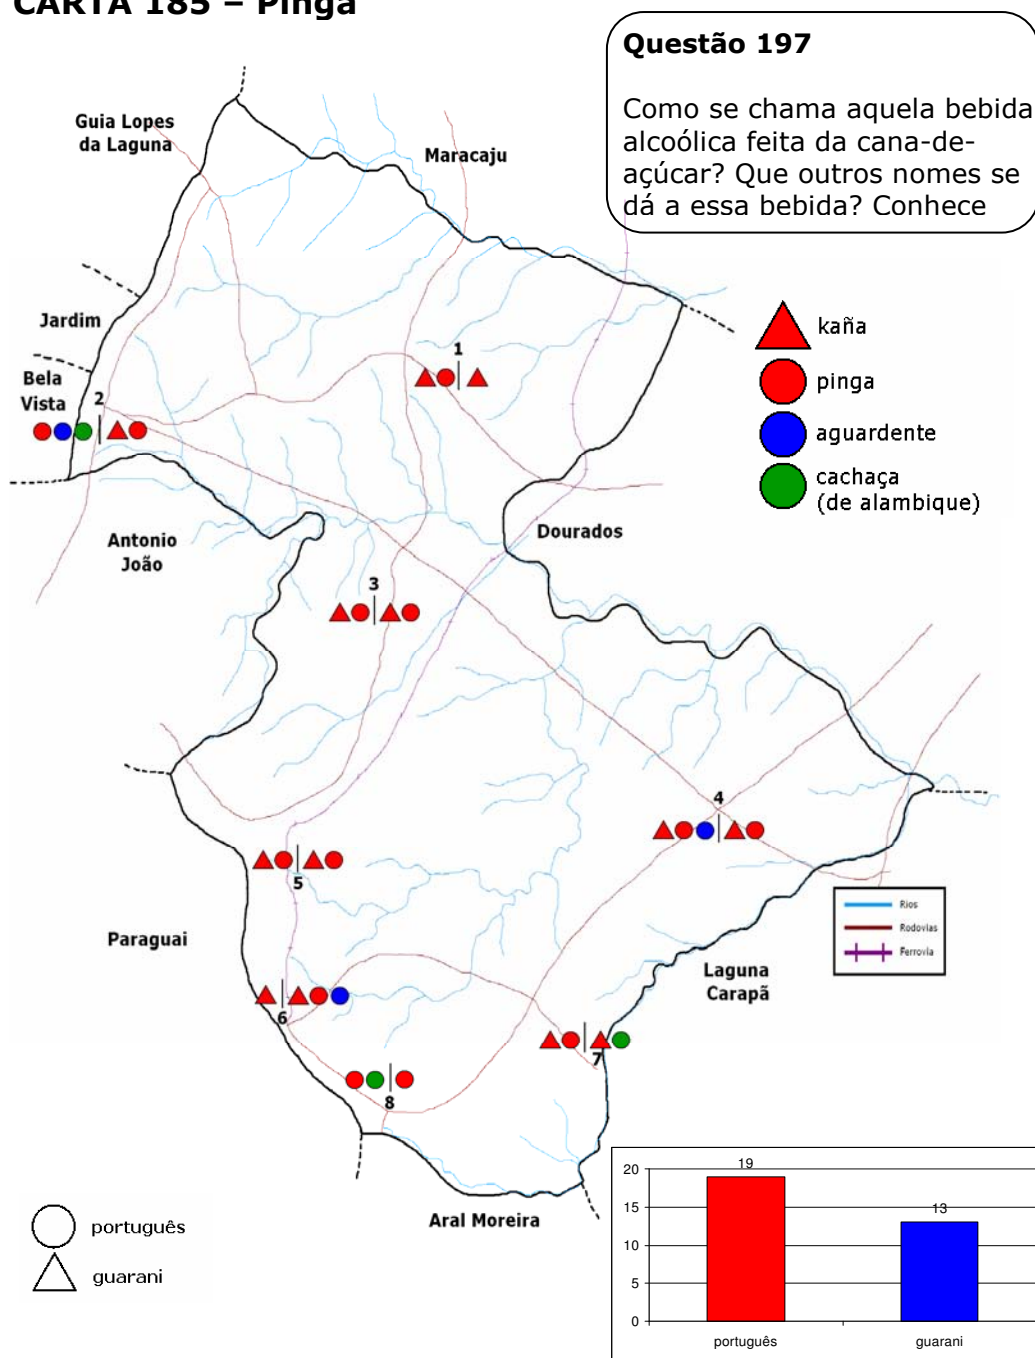 CARTA 185 – Pinga
Questão 197
Como se chama aquela bebida
alcoólica feita da cana-de-
açúcar? Que outros nomes se
dá a essa bebida? Conhece
Guia Lopes
da Laguna
Maracaju
Jardim
Bela
Vista
2
1
kaña
pinga
aguardente
cachaça
(de alambique)
Antonio
João
Dourados
3
4
5
Paraguai
Rios
Rodovias
Ferrovia
Laguna
Carapã
6
7
8
Aral Moreira
português
guarani
20
15
10
5
0
19
13
português
guarani